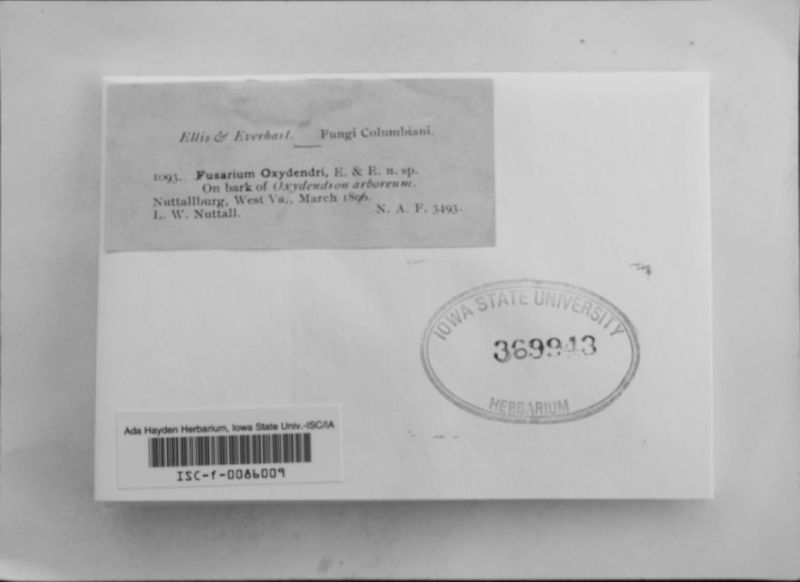 Ellis & Everhart. Fungi Columbiani.
1093. Fusarium Oxydendri, E. & E. n. sp.
On bark of Oxydendron arboreum.
Nuttallburg, West Va., March 1896.
L. W. Nuttall. N. A. F. 3493.
IOWA STATE UNIVERSITY
369943
HERBARIUM
Ada Hayden Herbarium, Iowa State Univ.-ISC/IA
ISC-f-0086009